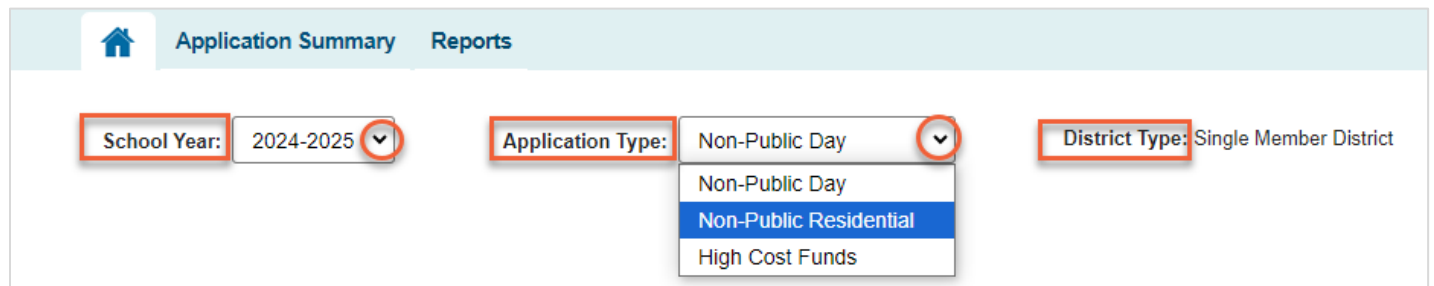 Application Summary Reports
School Year: 2024-2025 Application Type: Non-Public Day District Type: Single Member District
Non-Public Day
Non-Public Residential
High Cost Funds